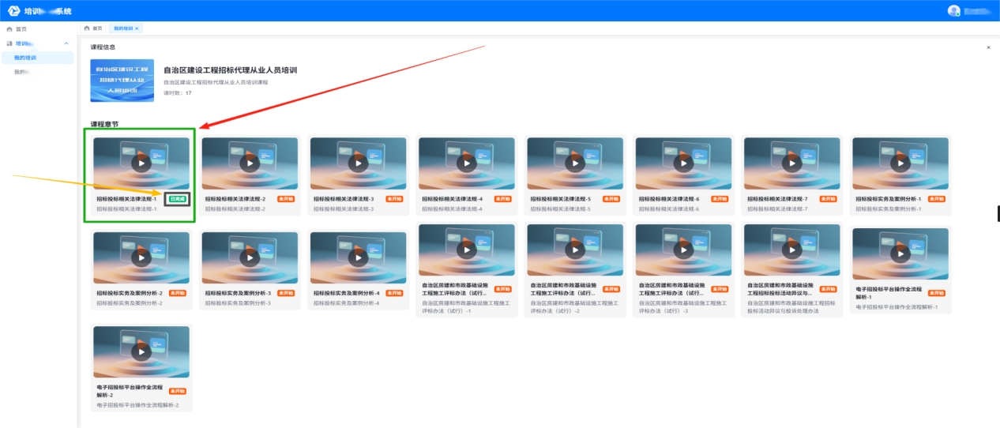 培训 系统
首页
培训
我的培训
我的
首页 我的培训 ×
课程信息
自治区建设工程
招标代理从业
人员培训
自治区建设工程招标代理从业人员培训
自治区建设工程招标代理从业人员培训课程
课时数：17
课程章节
招标投标相关法律法规-1 已完成
招标投标相关法律法规-1
招标投标相关法律法规-2 未开始
招标投标相关法律法规-2
招标投标相关法律法规-3 未开始
招标投标相关法律法规-3
招标投标相关法律法规-4 未开始
招标投标相关法律法规-4
招标投标相关法律法规-5 未开始
招标投标相关法律法规-5
招标投标相关法律法规-6 未开始
招标投标相关法律法规-6
招标投标相关法律法规-7 未开始
招标投标相关法律法规-7
招标投标实务及案例分析-1 未开始
招标投标实务及案例分析-1
招标投标实务及案例分析-2 未开始
招标投标实务及案例分析-2
招标投标实务及案例分析-3 未开始
招标投标实务及案例分析-3
招标投标实务及案例分析-4 未开始
招标投标实务及案例分析-4
自治区房建和市政基础设施
工程施工评标办法（试行... 未开始
自治区房建和市政基础设施工程施工
评标办法（试行）-1
自治区房建和市政基础设施
工程施工评标办法（试行... 未开始
自治区房建和市政基础设施工程施工
评标办法（试行）-2
自治区房建和市政基础设施
工程施工评标办法（试行... 未开始
自治区房建和市政基础设施工程施工
评标办法（试行）-3
自治区房建和市政基础设施
工程招标投标活动异议与... 未开始
自治区房建和市政基础设施工程招标
投标活动异议与投诉处理办法
电子招投标平台操作全流程
解析-1 未开始
电子招投标平台操作全流程解析-1
电子招投标平台操作全流程
解析-2 未开始
电子招投标平台操作全流程解析-2